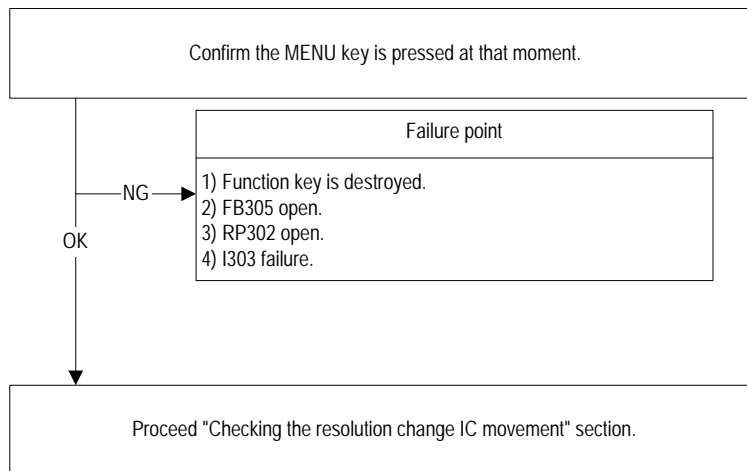 Confirm the MENU key is pressed at that moment.
Failure point
NG
1) Function key is destroyed.
2) FB305 open.
3) RP302 open.
4) I303 failure.
OK
Proceed "Checking the resolution change IC movement" section.